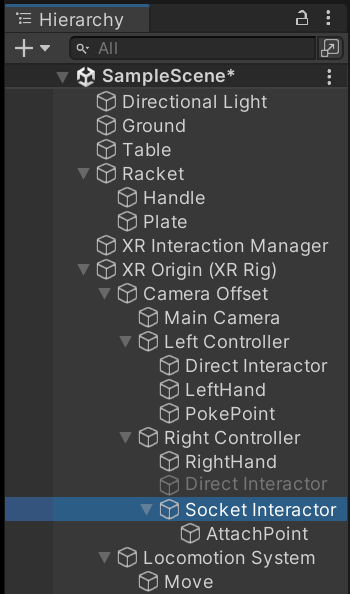 Hierarchy
All
SampleScene*
Directional Light
Ground
Table
Racket
Handle
Plate
XR Interaction Manager
XR Origin (XR Rig)
Camera Offset
Main Camera
Left Controller
Direct Interactor
LeftHand
PokePoint
Right Controller
RightHand
Direct Interactor
Socket Interactor
AttachPoint
Locomotion System
Move